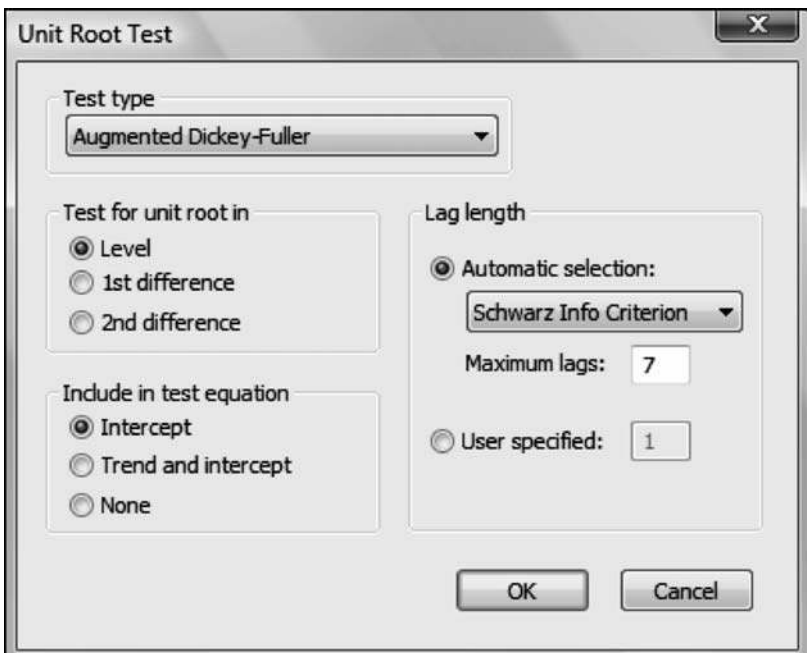 Unit Root Test
X
Test type
Augmented Dickey-Fuller
Test for unit root in
Level
1st difference
2nd difference
Include in test equation
Intercept
Trend and intercept
None
Lag length
Automatic selection:
Schwarz Info Criterion
Maximum lags: 7
User specified: 1
OK Cancel